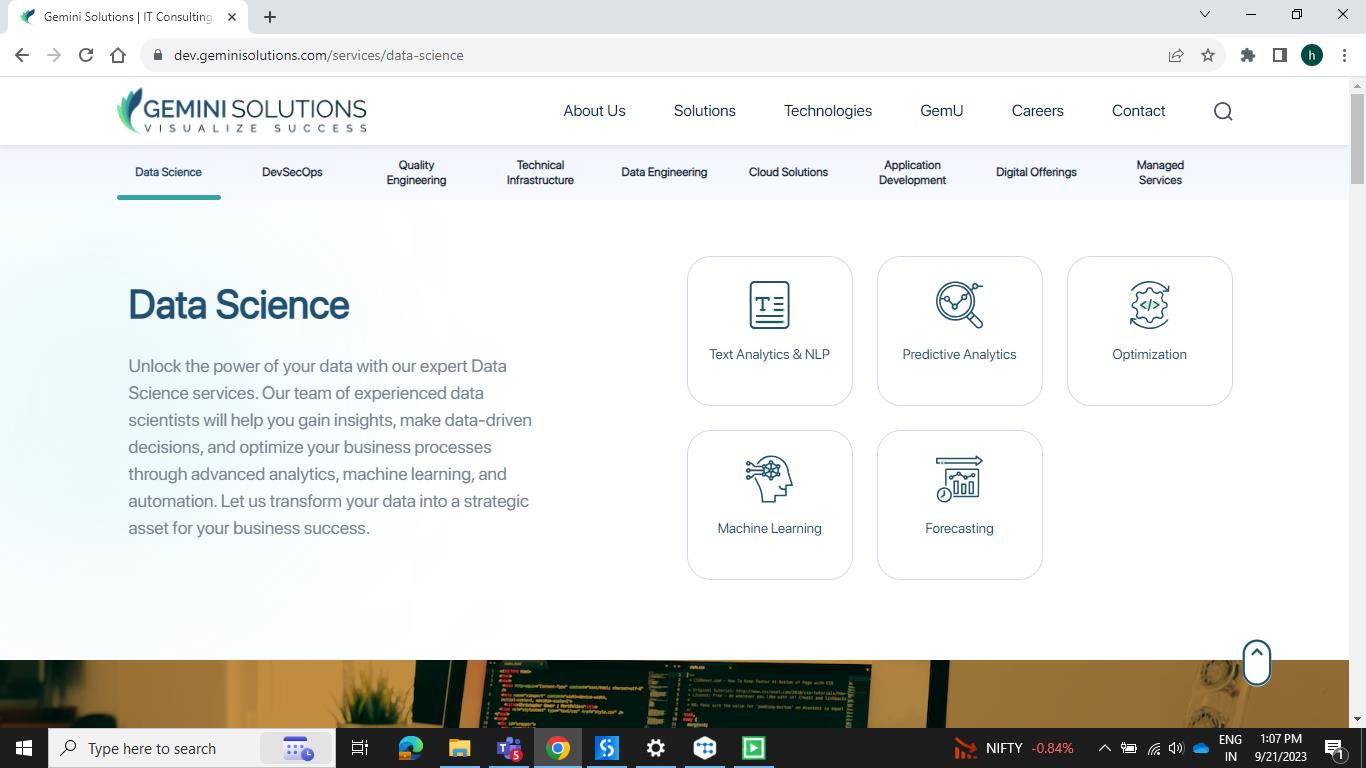 Gemini Solutions | IT Consulting
dev.geminisolutions.com/services/data-science
h
GEMINI SOLUTIONS
VISUALIZE SUCCESS
About Us
Solutions
Technologies
GemU
Careers
Contact
Data Science
DevSecOps
Quality
Engineering
Technical
Infrastructure
Data Engineering
Cloud Solutions
Application
Development
Digital Offerings
Managed
Services
Data Science
Unlock the power of your data with our expert Data
Science services. Our team of experienced data
scientists will help you gain insights, make data-driven
decisions, and optimize your business processes
through advanced analytics, machine learning, and
automation. Let us transform your data into a strategic
asset for your business success.
Text Analytics & NLP
Predictive Analytics
Optimization
Machine Learning
Forecasting
Type here to search
5
NIFTY -0.84%
ENG
IN
1:07 PM
9/21/2023
1